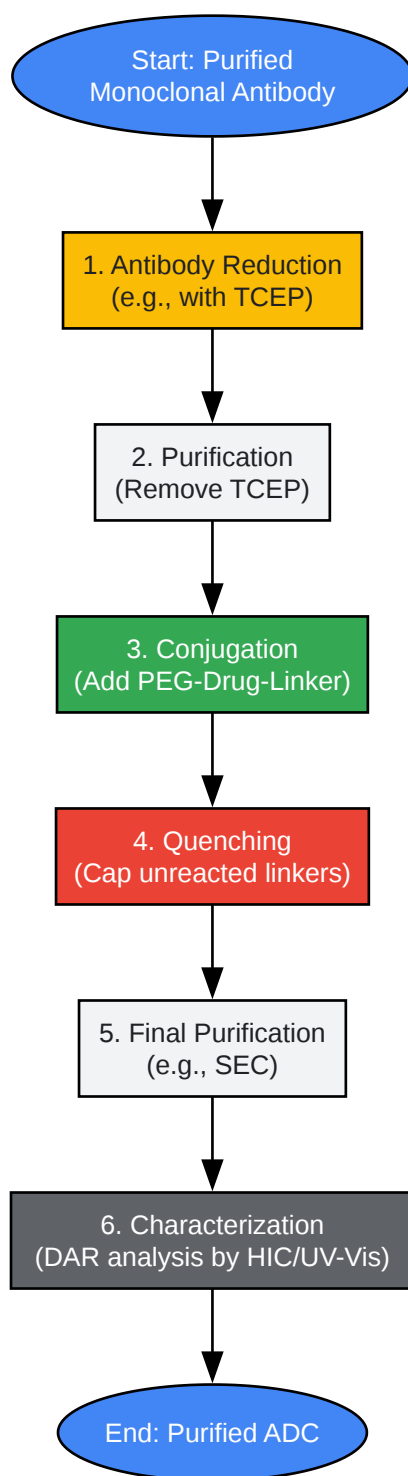 Start: Purified
Monoclonal Antibody
1. Antibody Reduction
(e.g., with TCEP)
2. Purification
(Remove TCEP)
3. Conjugation
(Add PEG-Drug-Linker)
4. Quenching
(Cap unreacted linkers)
5. Final Purification
(e.g., SEC)
6. Characterization
(DAR analysis by HIC/UV-Vis)
End: Purified ADC